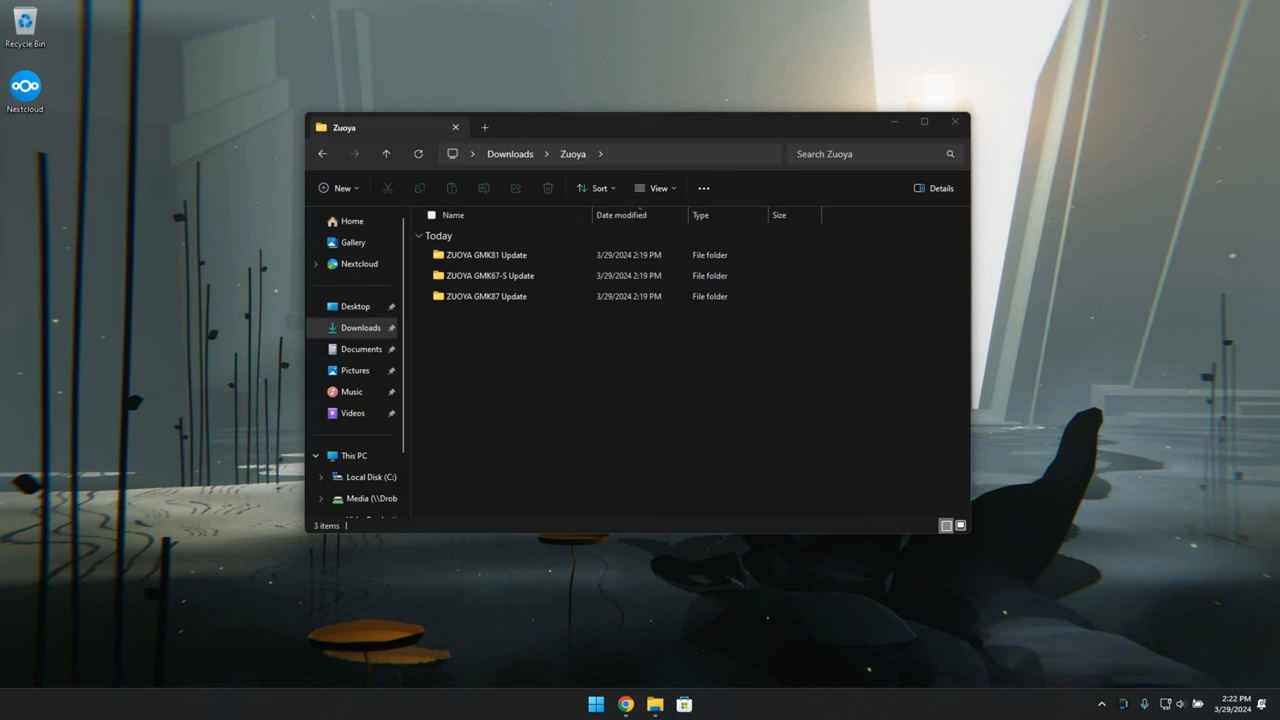 Recycle Bin
Nextcloud
Zuoya
Downloads
Zuoya
Search Zuoya
New
Sort
View
Details
Name
Date modified
Type
Size
Today
ZUOYA GMK81 Update 3/29/2024 2:19 PM File folder
ZUOYA GMK67-S Update 3/29/2024 2:19 PM File folder
ZUOYA GMK87 Update 3/29/2024 2:19 PM File folder
Home
Gallery
Nextcloud
Desktop
Downloads
Documents
Pictures
Music
Videos
This PC
Local Disk (C:)
Media (\\Drob
3 items
2:22 PM
3/29/2024